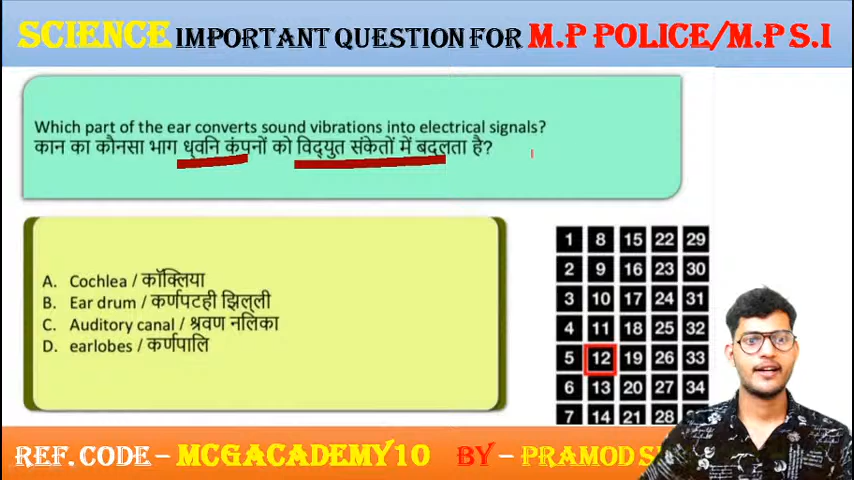 SCIENCE IMPORTANT QUESTION FOR M.P POLICE/M.P S.I
Which part of the ear converts sound vibrations into electrical signals?
कान का कौनसा भाग ध्वनि कंपनों को विद्युत संकेतों में बदलता है?
A. Cochlea / कॉक्लिया
B. Ear drum / कर्णपटही झिल्ली
C. Auditory canal / श्रवण नलिका
D. earlobes / कर्णपालि
1 8 15 22 29
2 9 16 23 30
3 10 17 24 31
4 11 18 25 32
5 12 19 26 33
6 13 20 27 34
7 14 21 28
REF. CODE - MCGACADEMY10 BY - PRAMOD